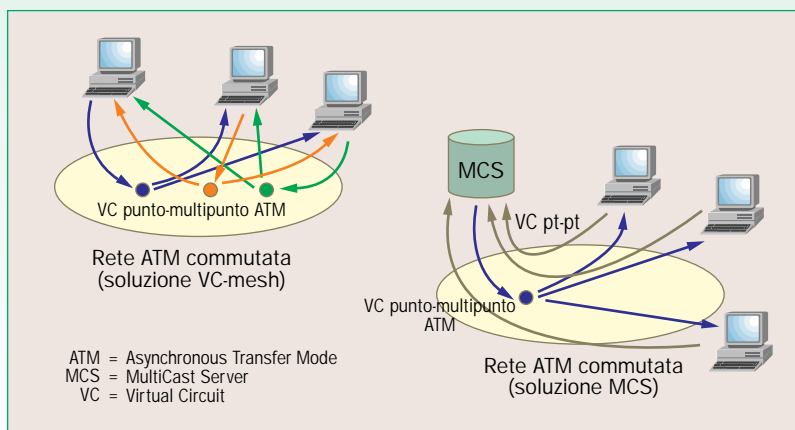 VC punto-multipunto ATM
Rete ATM commutata
(soluzione VC-mesh)
ATM = Asynchronous Transfer Mode
MCS = MultiCast Server
VC = Virtual Circuit
MCS
VC pt-pt
VC punto-multipunto
ATM
Rete ATM commutata
(soluzione MCS)